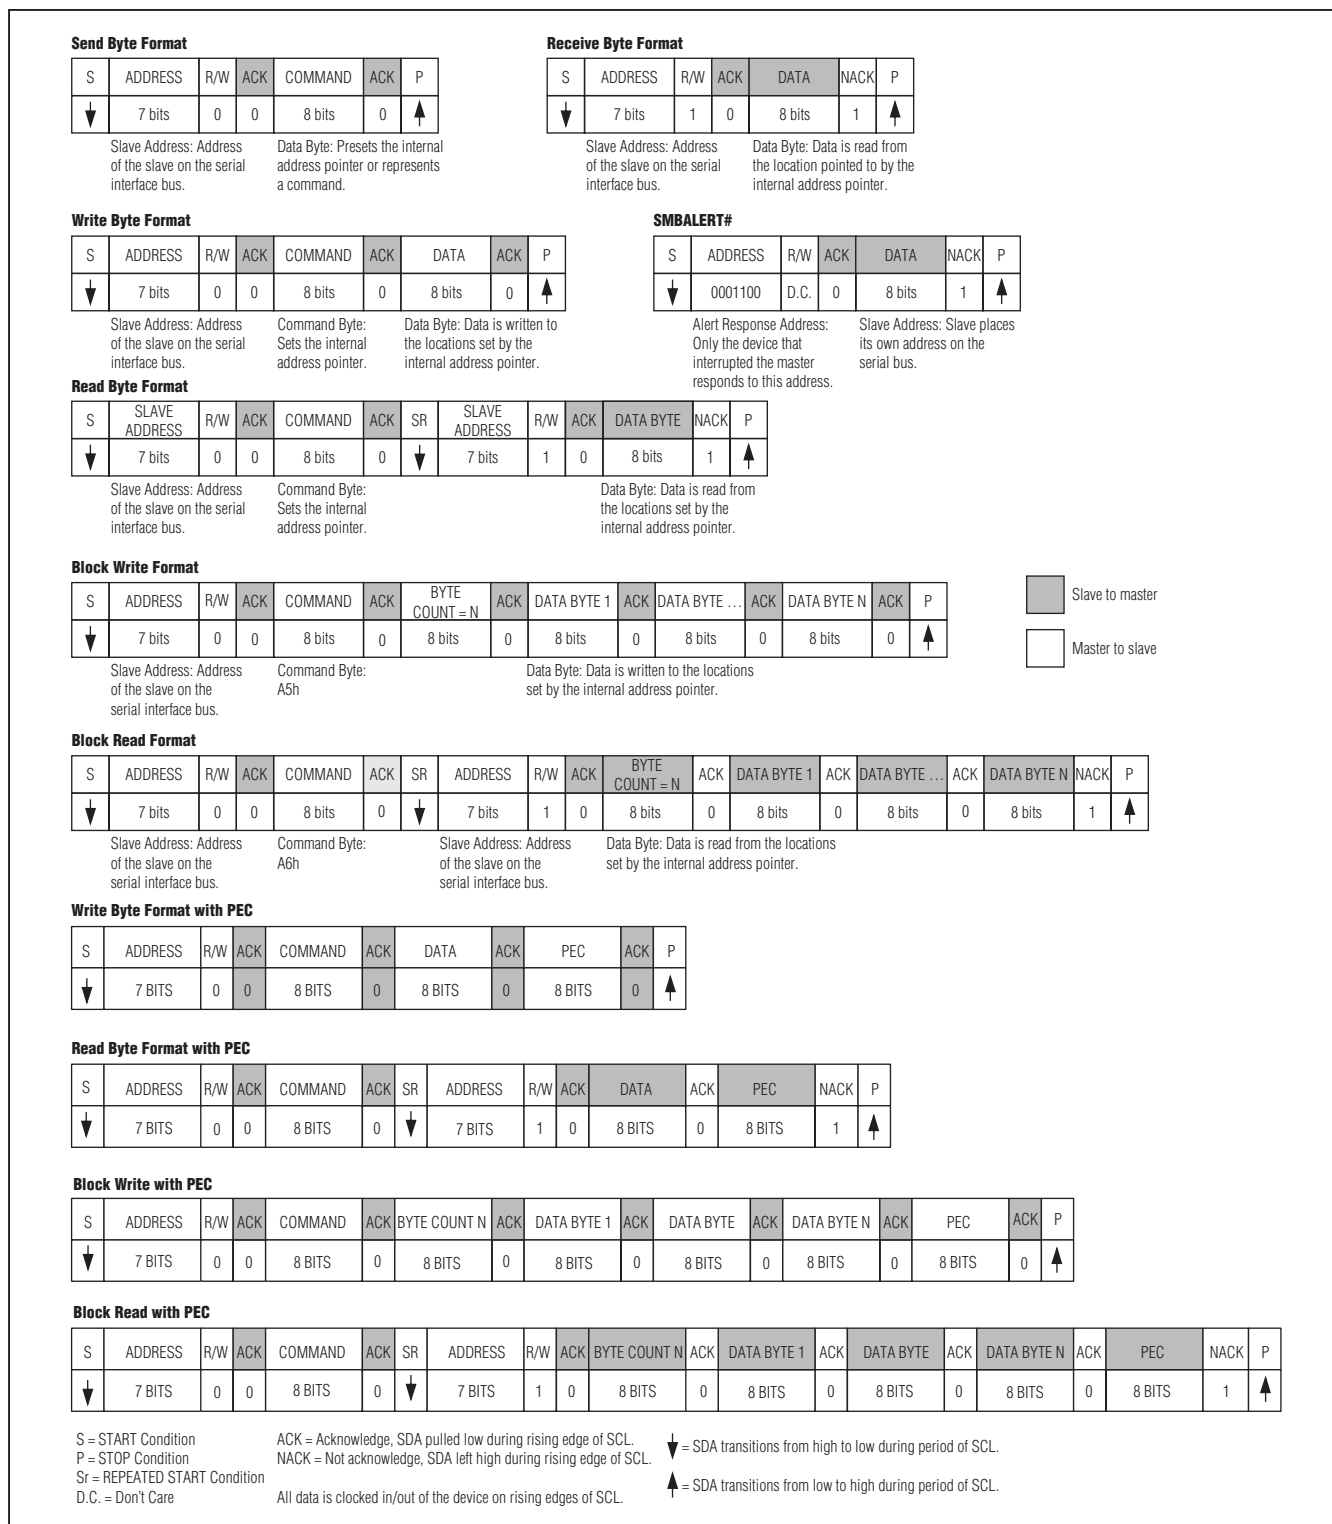 Send Byte Format
S ADDRESS R/W ACK COMMAND ACK P
7 bits 0 0 8 bits 0
Slave Address: Address
of the slave on the serial
interface bus.
Data Byte: Presets the internal
address pointer or represents
a command.
Receive Byte Format
S ADDRESS R/W ACK DATA NACK P
7 bits 1 0 8 bits 1
Slave Address: Address
of the slave on the serial
interface bus.
Data Byte: Data is read from
the location pointed to by the
internal address pointer.
Write Byte Format
S ADDRESS R/W ACK COMMAND ACK DATA ACK P
7 bits 0 0 8 bits 0 8 bits 0
Slave Address: Address
of the slave on the serial
interface bus.
Command Byte:
Sets the internal
address pointer.
Data Byte: Data is written to
the locations set by the
internal address pointer.
SMBALERT#
S ADDRESS R/W ACK DATA NACK P
0001100 D.C. 0 8 bits 1
Alert Response Address:
Only the device that
interrupted the master
responds to this address.
Slave Address: Slave places
its own address on the
serial bus.
Read Byte Format
S SLAVE ADDRESS R/W ACK COMMAND ACK SR SLAVE ADDRESS R/W ACK DATA BYTE NACK P
7 bits 0 0 8 bits 0 7 bits 1 0 8 bits 1
Slave Address: Address
of the slave on the serial
interface bus.
Command Byte:
Sets the internal
address pointer.
Data Byte: Data is read from
the locations set by the
internal address pointer.
Block Write Format
S ADDRESS R/W ACK COMMAND ACK BYTE COUNT = N ACK DATA BYTE 1 ACK DATA BYTE … ACK DATA BYTE N ACK P
7 bits 0 0 8 bits 0 8 bits 0 8 bits 0 8 bits 0 8 bits 0
Slave Address: Address
of the slave on the
serial interface bus.
Command Byte:
A5h
Data Byte: Data is written to the locations
set by the internal address pointer.
Slave to master
Master to slave
Block Read Format
S ADDRESS R/W ACK COMMAND ACK SR ADDRESS R/W ACK BYTE COUNT = N ACK DATA BYTE 1 ACK DATA BYTE … ACK DATA BYTE N NACK P
7 bits 0 0 8 bits 0 7 bits 1 0 8 bits 0 8 bits 0 8 bits 0 8 bits 1
Slave Address: Address
of the slave on the
serial interface bus.
Command Byte:
A6h
Slave Address: Address
of the slave on the
serial interface bus.
Data Byte: Data is read from the locations
set by the internal address pointer.
Write Byte Format with PEC
S ADDRESS R/W ACK COMMAND ACK DATA ACK PEC ACK P
7 BITS 0 0 8 BITS 0 8 BITS 0 8 BITS 0
Read Byte Format with PEC
S ADDRESS R/W ACK COMMAND ACK SR ADDRESS R/W ACK DATA ACK PEC NACK P
7 BITS 0 0 8 BITS 0 7 BITS 1 0 8 BITS 0 8 BITS 1
Block Write with PEC
S ADDRESS R/W ACK COMMAND ACK BYTE COUNT N ACK DATA BYTE 1 ACK DATA BYTE ACK DATA BYTE N ACK PEC ACK P
7 BITS 0 0 8 BITS 0 8 BITS 0 8 BITS 0 8 BITS 0 8 BITS 0 8 BITS 0
Block Read with PEC
S ADDRESS R/W ACK COMMAND ACK SR ADDRESS R/W ACK BYTE COUNT N ACK DATA BYTE 1 ACK DATA BYTE ACK DATA BYTE N ACK PEC NACK P
7 BITS 0 0 8 BITS 0 7 BITS 1 0 8 BITS 0 8 BITS 0 8 BITS 0 8 BITS 0 8 BITS 1
S = START Condition
P = STOP Condition
Sr = REPEATED START Condition
D.C. = Don't Care
ACK = Acknowledge, SDA pulled low during rising edge of SCL.
NACK = Not acknowledge, SDA left high during rising edge of SCL.
All data is clocked in/out of the device on rising edges of SCL.
= SDA transitions from high to low during period of SCL.
= SDA transitions from low to high during period of SCL.